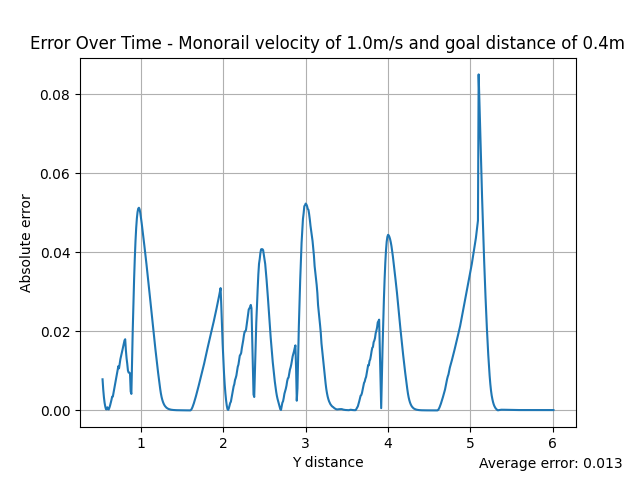 Error Over Time - Monorail velocity of 1.0m/s and goal distance of 0.4m
Absolute error
0.08
0.06
0.04
0.02
0.00
1 2 3 4 5 6
Y distance
Average error: 0.013